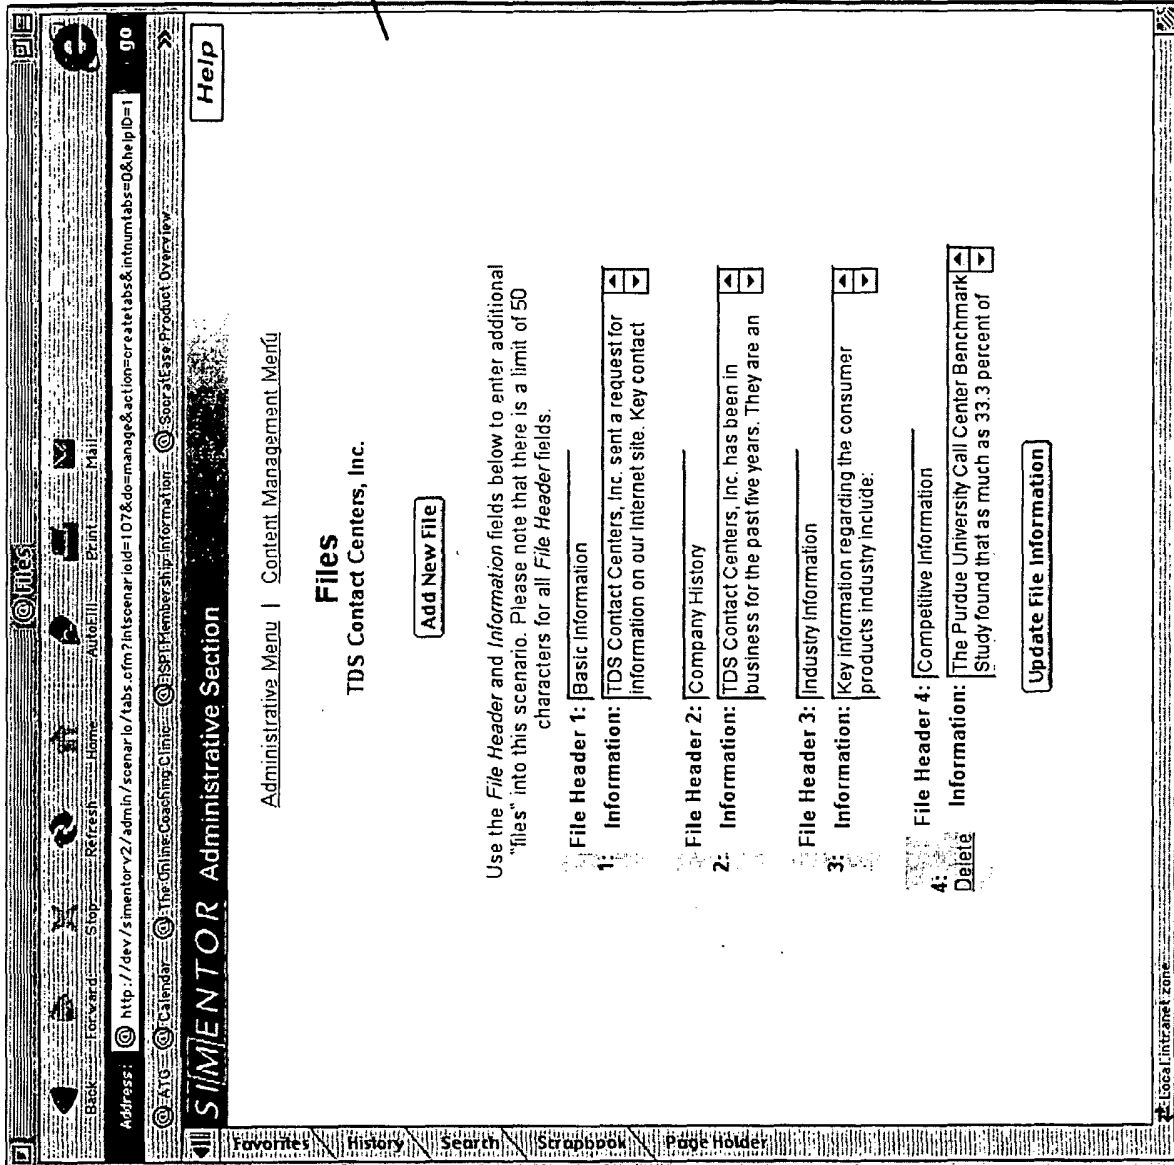 @ Files
Back Forward Stop Refresh Home AutoFill Print Mail
Address: @ http://dev/simentorv2/admin/scenario/tabs.cfm?intscenarioid=107&do=manage&action=createtabs&intnumtabs=0&helpID=1 go
@ ATG @ Calendar @ The Online Coaching Clinic @ ISPI Membership Information @ SocratEase Product Overview
Favorites
History
Search
Scrapbook
Page Holder
SIMENTOR Administrative Section
Help
Administrative Menu | Content Management Menu
Files
TDS Contact Centers, Inc.
Add New File
Use the File Header and Information fields below to enter additional
"files" into this scenario. Please note that there is a limit of 50
characters for all File Header fields.
1:
File Header 1: Basic Information
Information: TDS Contact Centers, Inc. sent a request for
information on our Internet site. Key contact
2:
File Header 2: Company History
Information: TDS Contact Centers, Inc. has been in
business for the past five years. They are an
3:
File Header 3: Industry Information
Information: Key information regarding the consumer
products industry include:
4:
Delete
File Header 4: Competitive Information
Information: The Purdue University Call Center Benchmark
Study found that as much as 33.3 percent of
Update File Information
Local intranet zone